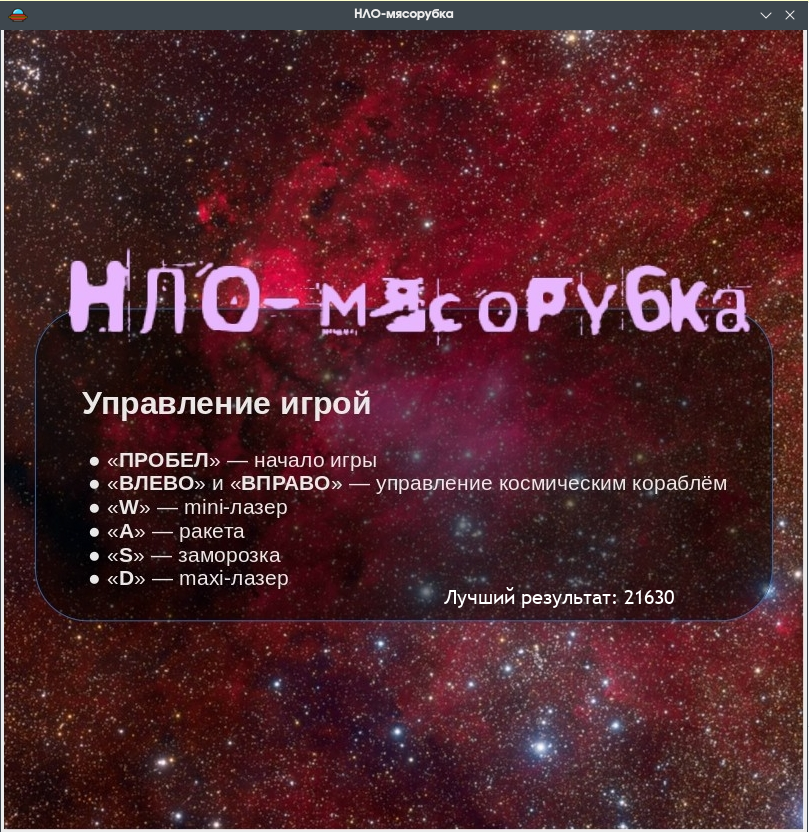 НЛО-мясорубка
НЛО-мясорубка
Управление игрой
● «ПРОБЕЛ» — начало игры
● «ВЛЕВО» и «ВПРАВО» — управление космическим кораблём
● «W» — mini-лазер
● «A» — ракета
● «S» — заморозка
● «D» — maxi-лазер
Лучший результат: 21630